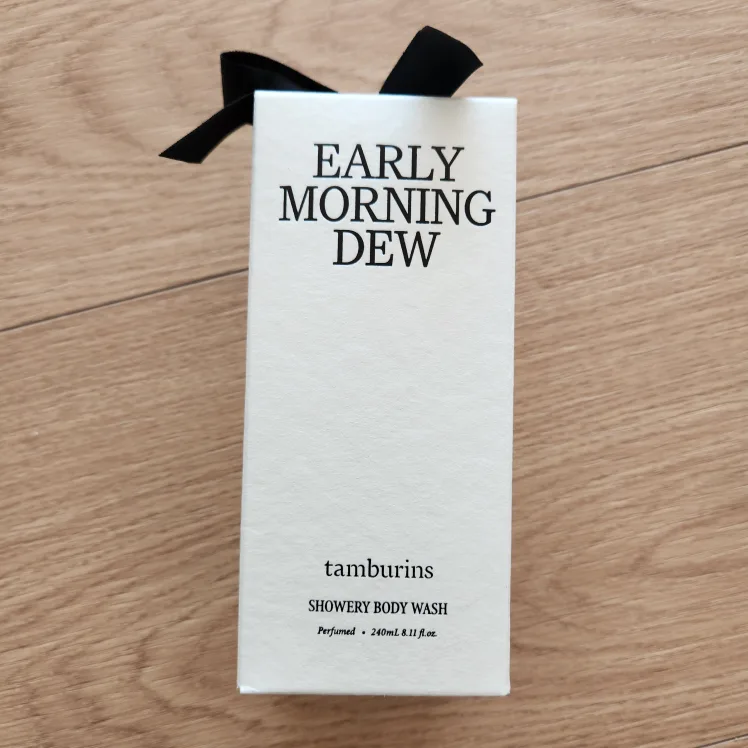 EARLY
MORNING
DEW
tamburins
SHOWERY BODY WASH
Perfumed • 240mL 8.11 fl.oz.